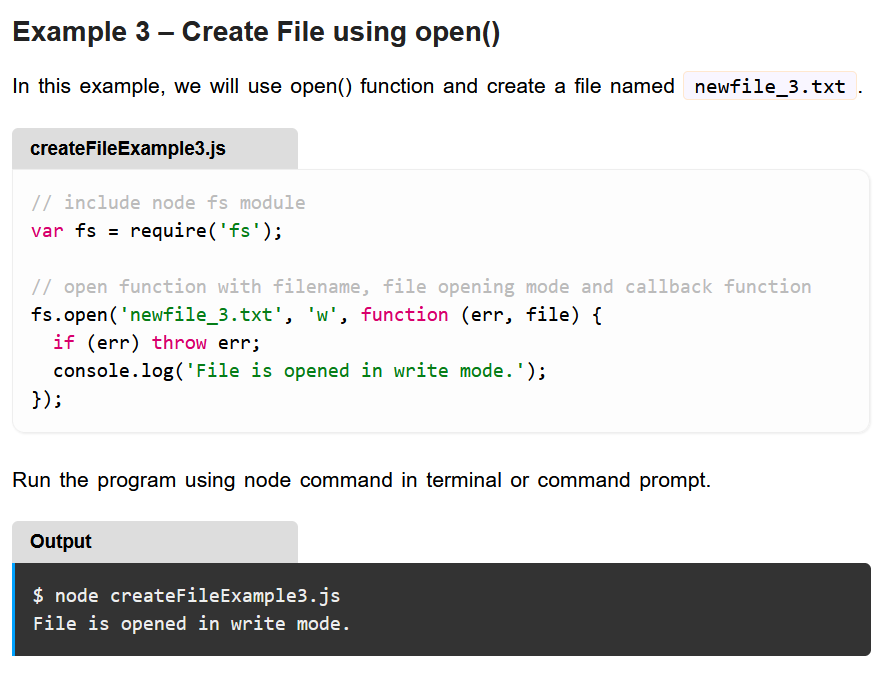 Example 3 – Create File using open()
In this example, we will use open() function and create a file named newfile_3.txt.
createFileExample3.js
// include node fs module
var fs = require('fs');
// open function with filename, file opening mode and callback function
fs.open('newfile_3.txt', 'w', function (err, file) {
  if (err) throw err;
  console.log('File is opened in write mode.');
});
Run the program using node command in terminal or command prompt.
Output
$ node createFileExample3.js
File is opened in write mode.